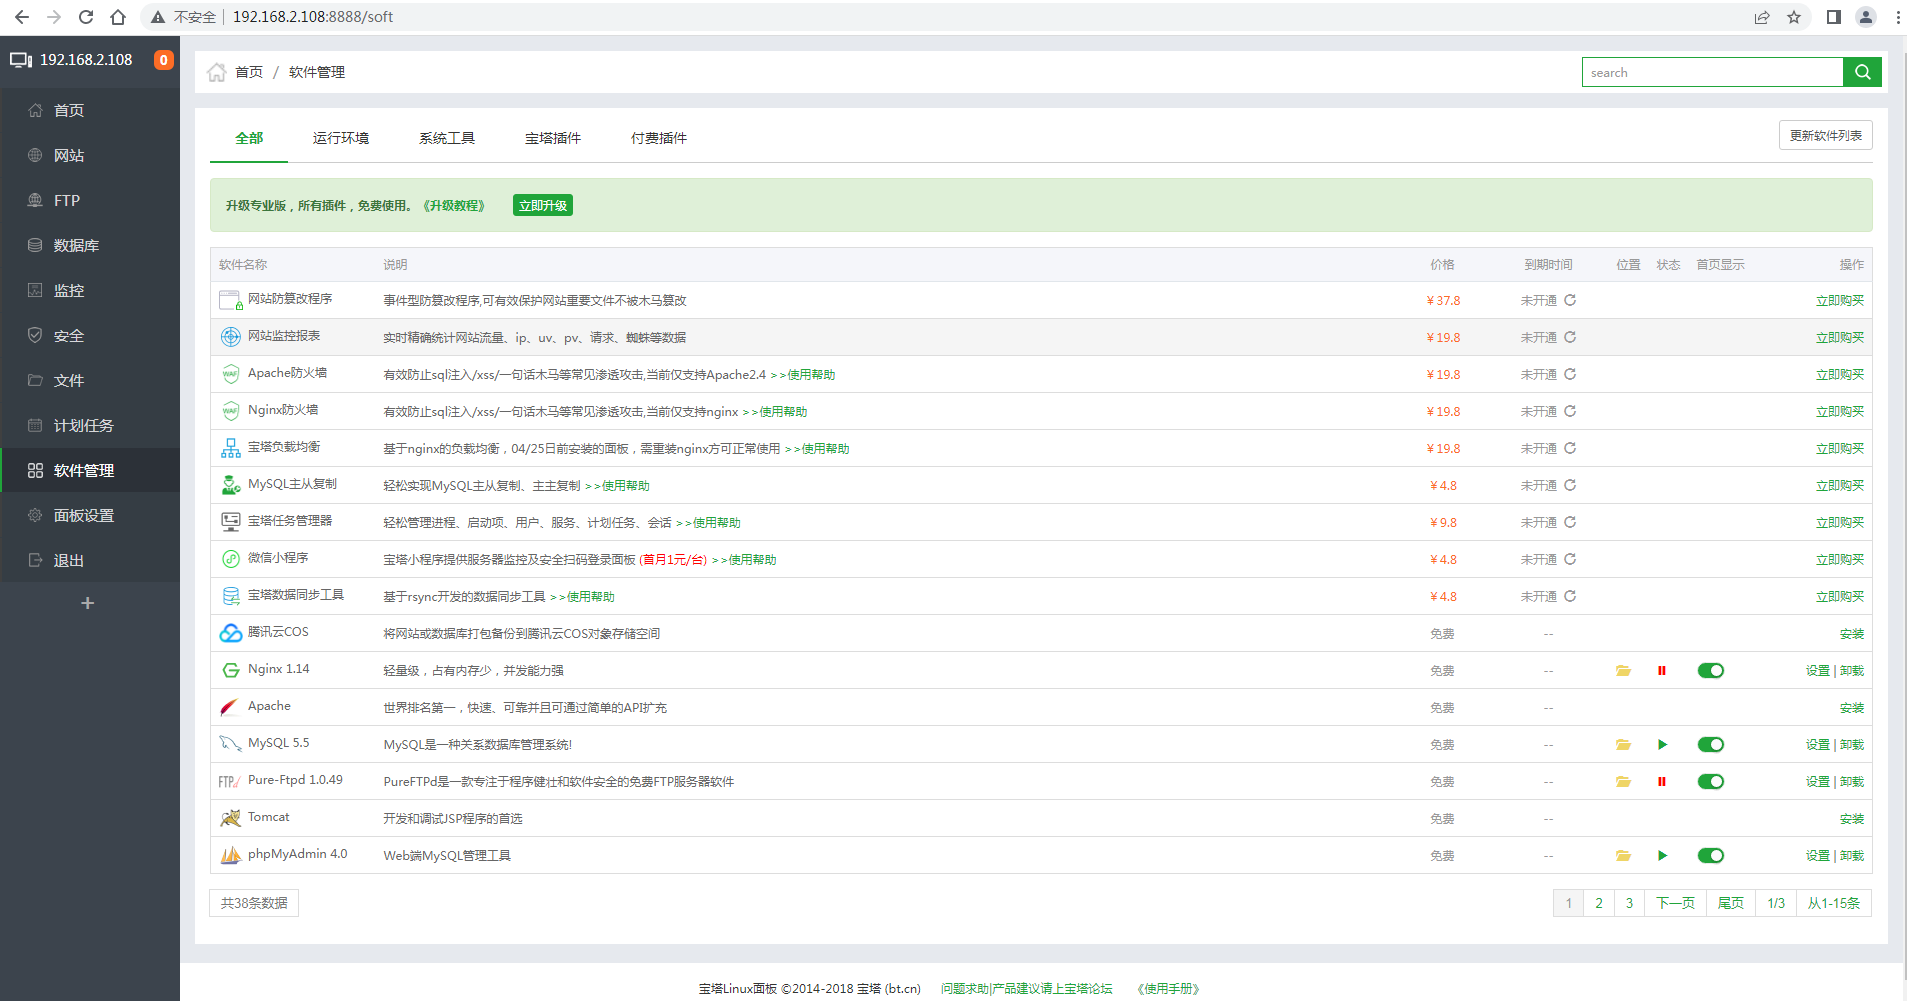 不安全 | 192.168.2.108:8888/soft
192.168.2.108 0
首页
网站
FTP
数据库
监控
安全
文件
计划任务
软件管理
面板设置
退出
+
首页 / 软件管理
search
全部 运行环境 系统工具 宝塔插件 付费插件 更新软件列表
升级专业版，所有插件，免费使用。《升级教程》 立即升级
软件名称 说明 价格 到期时间 位置 状态 首页显示 操作
网站防篡改程序 事件型防篡改程序,可有效保护网站重要文件不被木马篡改 ¥37.8 未开通 立即购买
网站监控报表 实时精确统计网站流量、ip、uv、pv、请求、蜘蛛等数据 ¥19.8 未开通 立即购买
WAF Apache防火墙 有效防止sql注入/xss/一句话木马等常见渗透攻击,当前仅支持Apache2.4 >>使用帮助 ¥19.8 未开通 立即购买
WAF Nginx防火墙 有效防止sql注入/xss/一句话木马等常见渗透攻击,当前仅支持nginx >>使用帮助 ¥19.8 未开通 立即购买
宝塔负载均衡 基于nginx的负载均衡，04/25日前安装的面板，需重装nginx方可正常使用 >>使用帮助 ¥19.8 未开通 立即购买
MySQL主从复制 轻松实现MySQL主从复制、主主复制 >>使用帮助 ¥4.8 未开通 立即购买
宝塔任务管理器 轻松管理进程、启动项、用户、服务、计划任务、会话 >>使用帮助 ¥9.8 未开通 立即购买
微信小程序 宝塔小程序提供服务器监控及安全扫码登录面板 (首月1元/台) >>使用帮助 ¥4.8 未开通 立即购买
宝塔数据同步工具 基于rsync开发的数据同步工具 >>使用帮助 ¥4.8 未开通 立即购买
腾讯云COS 将网站或数据库打包备份到腾讯云COS对象存储空间 免费 -- 安装
Nginx 1.14 轻量级，占有内存少，并发能力强 免费 -- 设置 | 卸载
Apache 世界排名第一，快速、可靠并且可通过简单的API扩充 免费 -- 安装
MySQL 5.5 MySQL是一种关系数据库管理系统! 免费 -- 设置 | 卸载
FTP Pure-Ftpd 1.0.49 PureFTPd是一款专注于程序健壮和软件安全的免费FTP服务器软件 免费 -- 设置 | 卸载
Tomcat 开发和调试JSP程序的首选 免费 -- 安装
phpMyAdmin 4.0 Web端MySQL管理工具 免费 -- 设置 | 卸载
共38条数据 1 2 3 下一页 尾页 1/3 从1-15条
宝塔Linux面板 ©2014-2018 宝塔 (bt.cn) 问题求助|产品建议请上宝塔论坛 《使用手册》